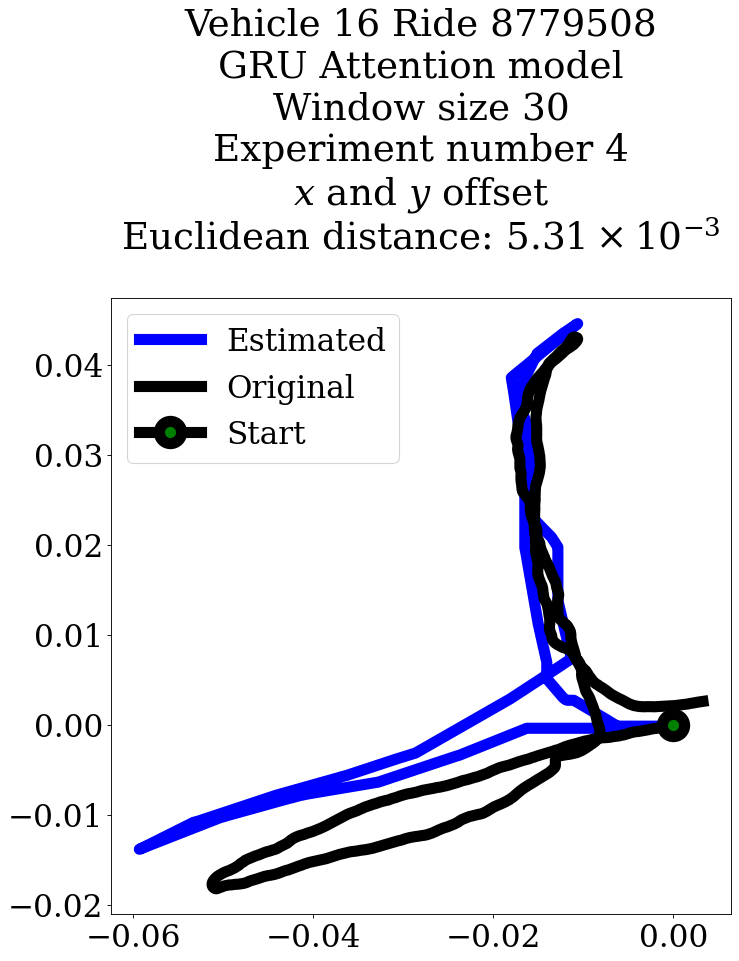 Vehicle 16 Ride 8779508
GRU Attention model
Window size 30
Experiment number 4
x and y offset
Euclidean distance: 5.31 × 10⁻³
Estimated
Original
Start
0.04
0.03
0.02
0.01
0.00
−0.01
−0.02
−0.06 −0.04 −0.02 0.00